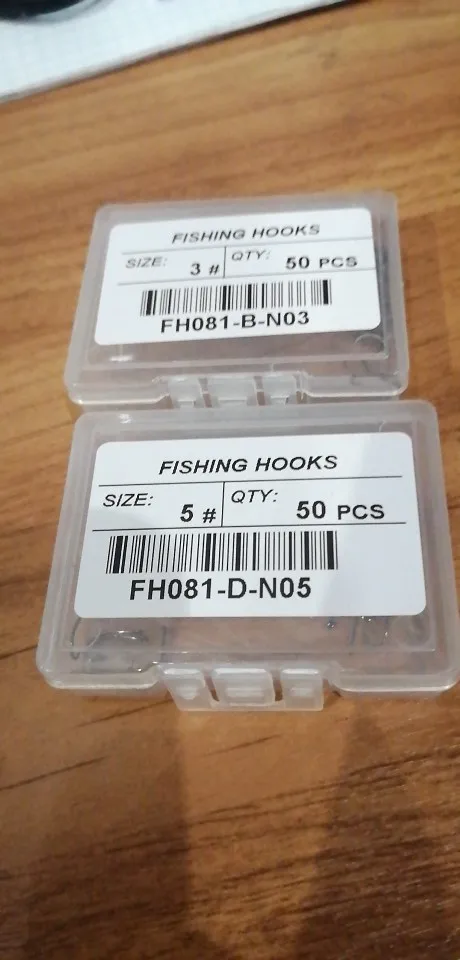 FISHING HOOKS
SIZE: 3 # QTY: 50 PCS
FH081-B-N03
FISHING HOOKS
SIZE: 5 # QTY: 50 PCS
FH081-D-N05